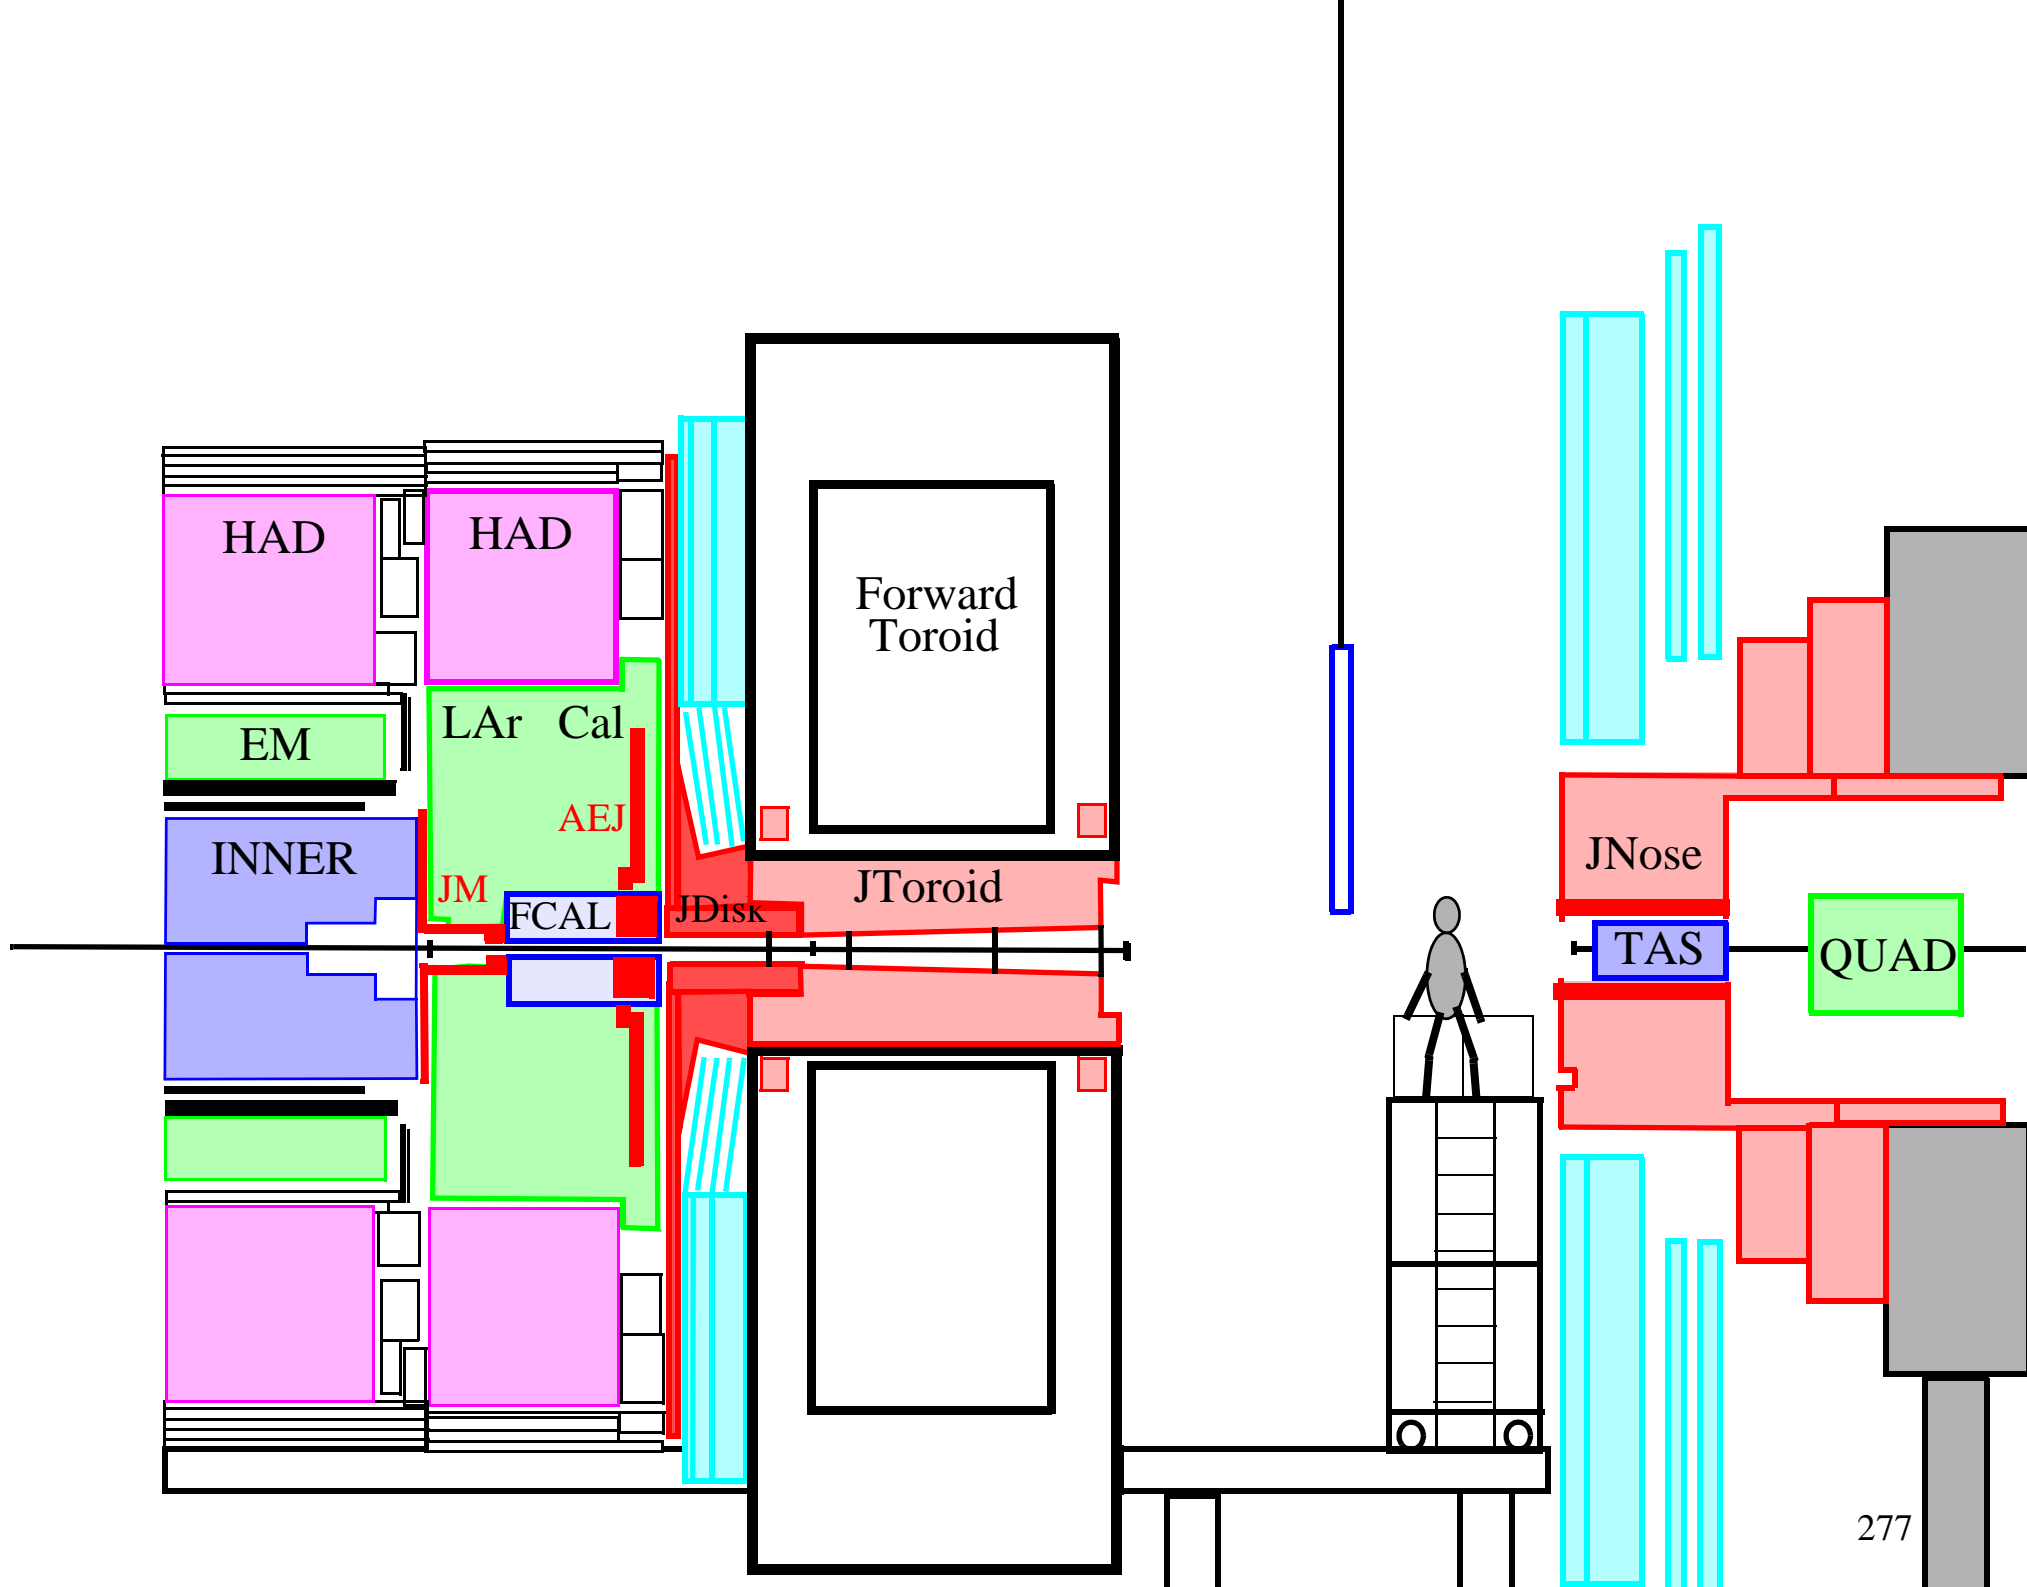 HAD
HAD
Forward
Toroid
LAr Cal
EM
AEJ
INNER
JM
FCAL
JDisk
JToroid
JNose
TAS
QUAD
277